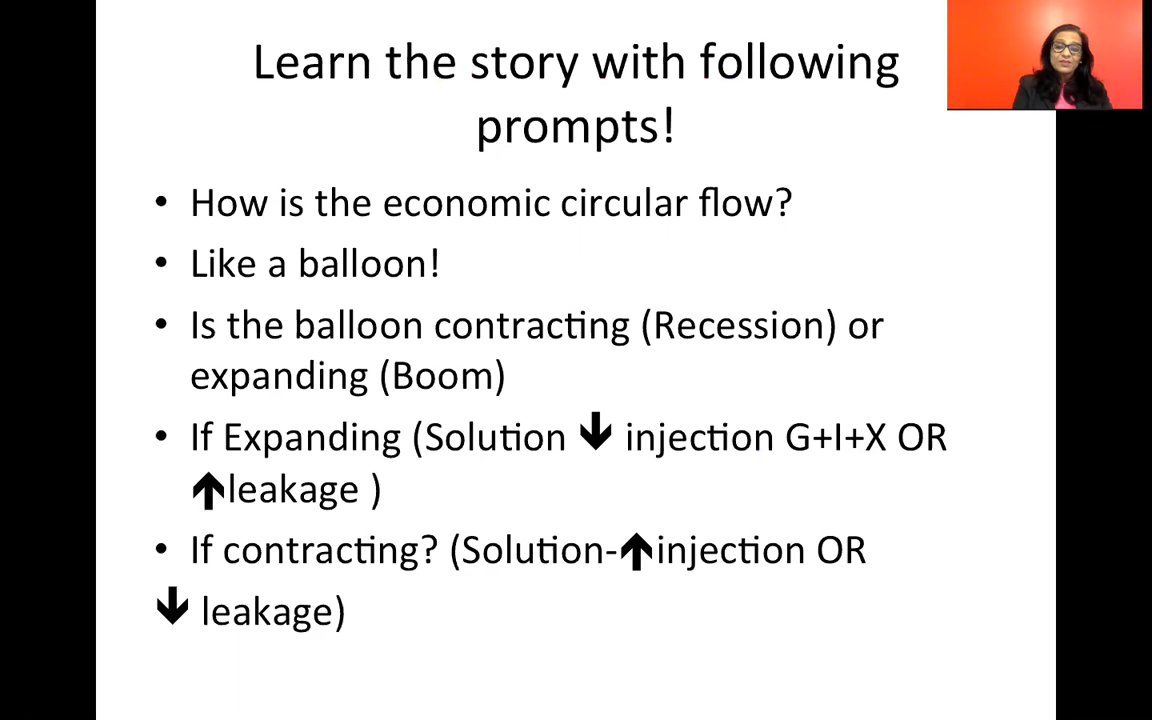 Learn the story with following
prompts!
• How is the economic circular flow?
• Like a balloon!
• Is the balloon contracting (Recession) or
expanding (Boom)
• If Expanding (Solution 🡻 injection G+I+X OR
🡹leakage )
• If contracting? (Solution-🡹injection OR
🡻 leakage)